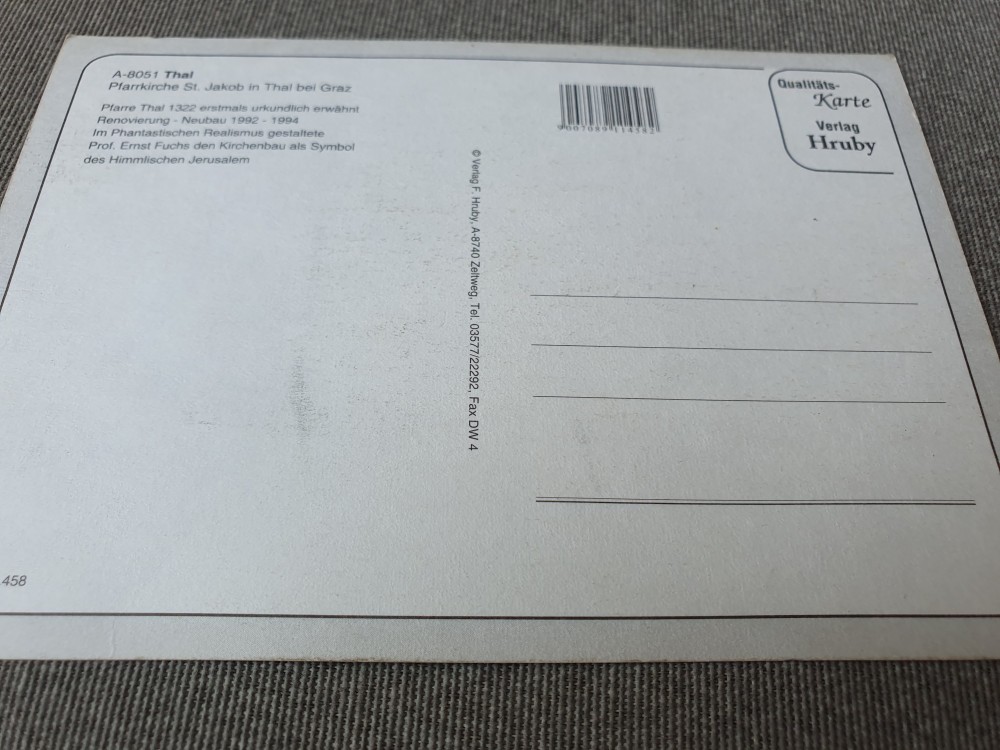 A-8051 Thal
Pfarrkirche St. Jakob in Thal bei Graz
Pfarre Thal 1322 erstmals urkundlich erwähnt
Renovierung - Neubau 1992 - 1994
Im Phantastischen Realismus gestaltete
Prof. Ernst Fuchs den Kirchenbau als Symbol
des Himmlischen Jerusalem
© Verlag F. Hruby, A-8740 Zeltweg, Tel. 03577/22292, Fax DW 4
Qualitäts-
Karte
Verlag
Hruby
458